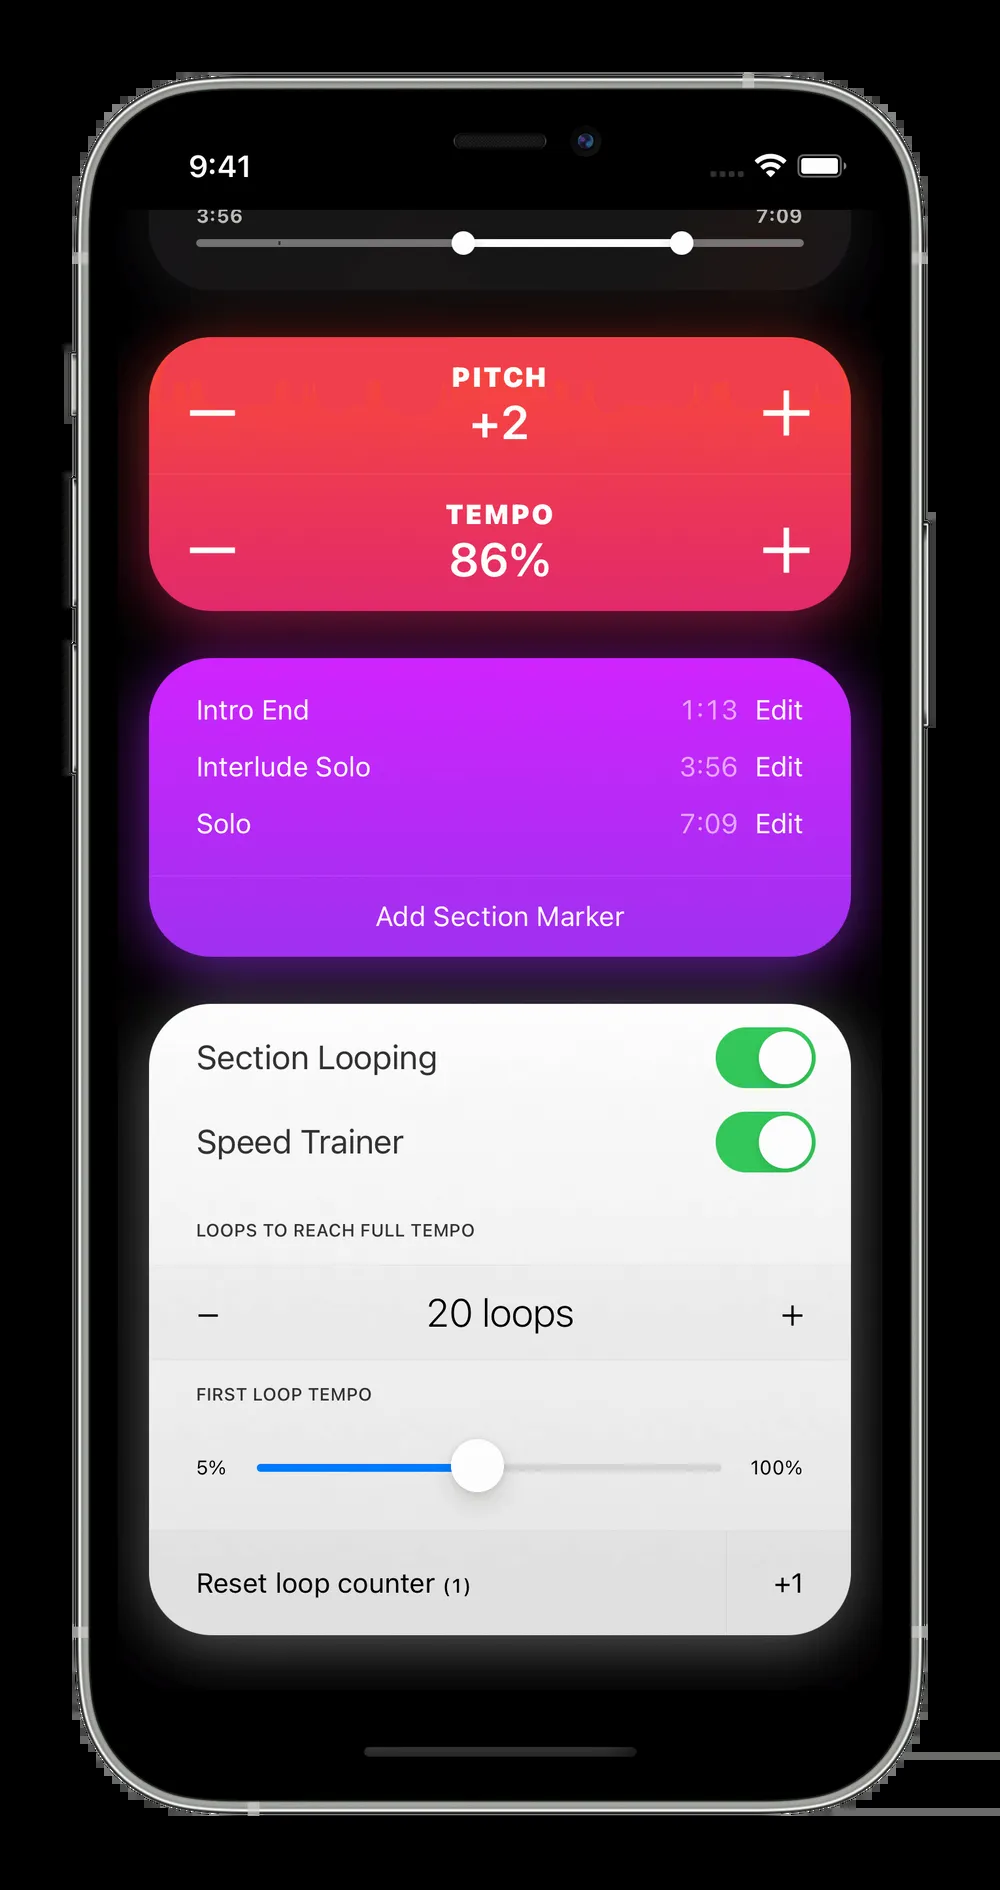 9:41
3:56 7:09
PITCH
+2
TEMPO
86%
Intro End 1:13 Edit
Interlude Solo 3:56 Edit
Solo 7:09 Edit
Add Section Marker
Section Looping
Speed Trainer
LOOPS TO REACH FULL TEMPO
− 20 loops +
FIRST LOOP TEMPO
5% 100%
Reset loop counter (1) +1